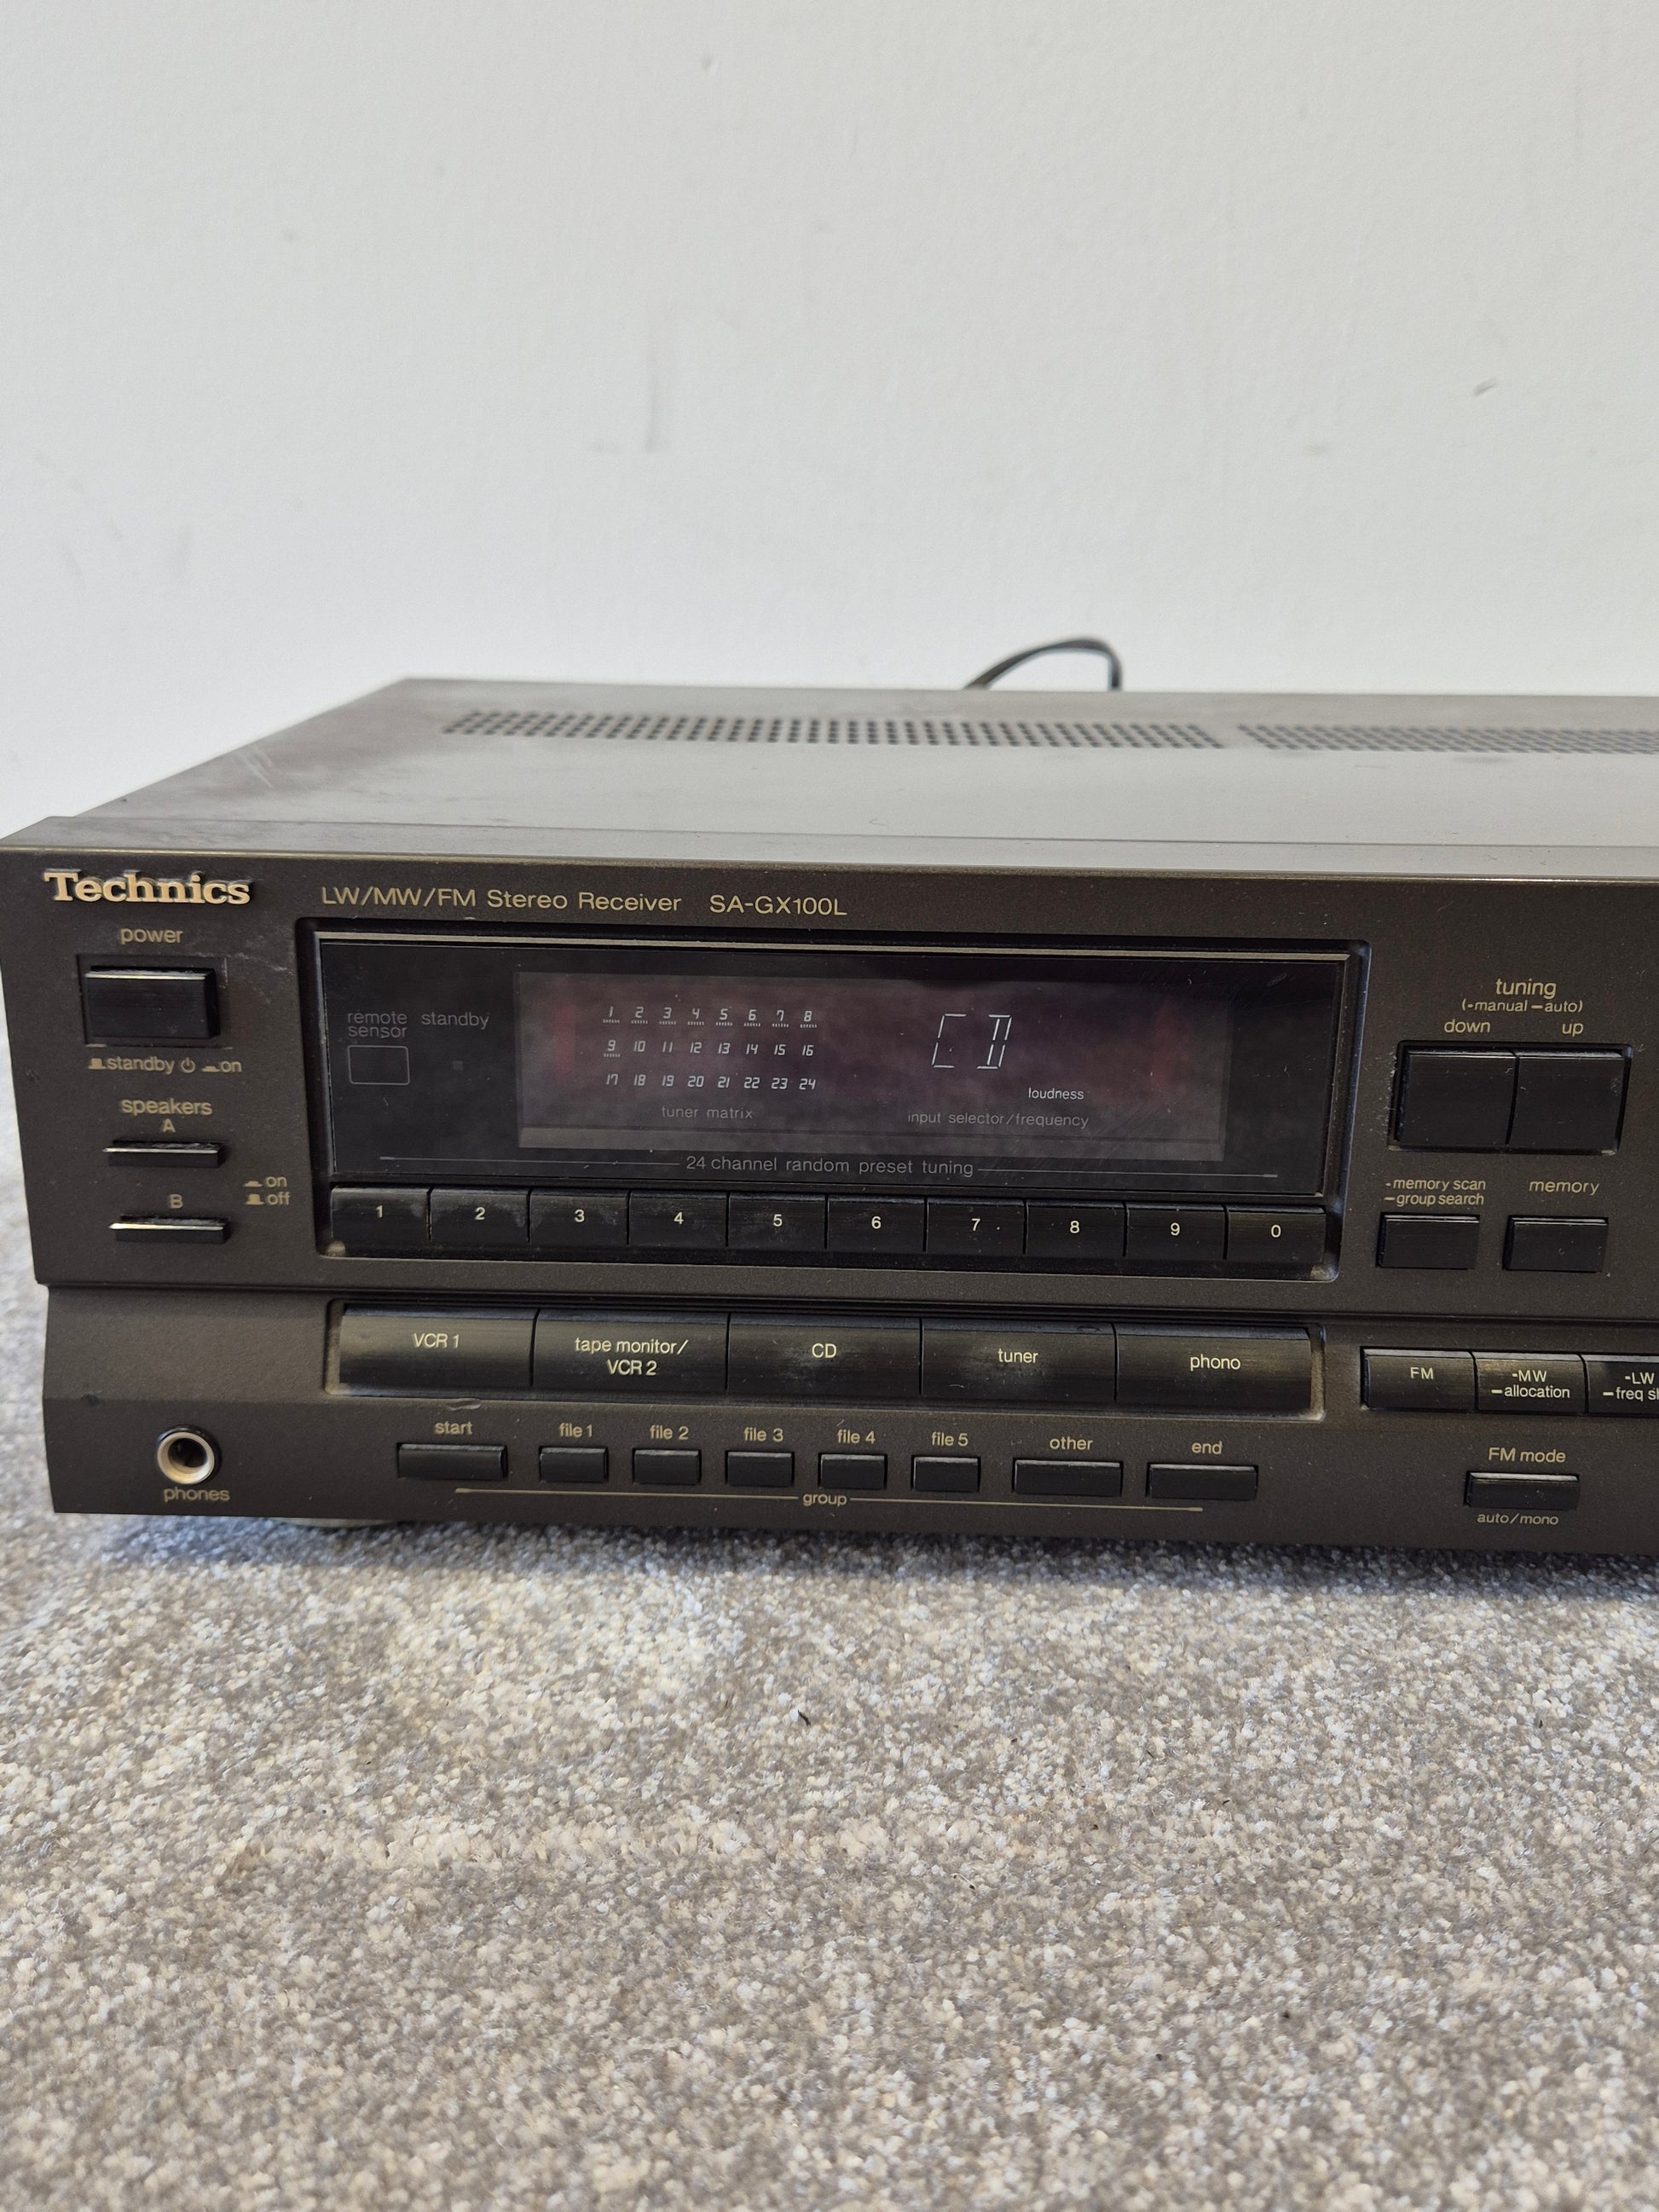 Technics
LW/MW/FM Stereo Receiver SA-GX100L
power
standby on
speakers
A
B
on
off
remote sensor standby
1 2 3 4 5 6 7 8
9 10 11 12 13 14 15 16
17 18 19 20 21 22 23 24
tuner matrix
CD
loudness
input selector/frequency
24 channel random preset tuning
1 2 3 4 5 6 7 8 9 0
tuning
(-manual —auto)
down up
-memory scan
—group search
memory
VCR 1
tape monitor/
VCR 2
CD
tuner
phono
FM
-MW
—allocation
-LW
—freq
phones
start file 1 file 2 file 3 file 4 file 5 other end
group
FM mode
auto/mono